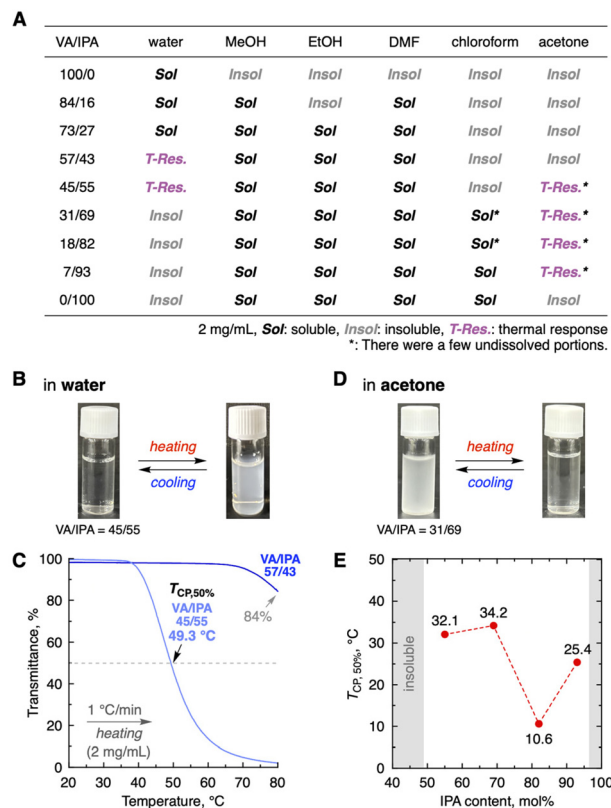 A
VA/IPA water MeOH EtOH DMF chloroform acetone
100/0 Sol Insol Insol Insol Insol Insol
84/16 Sol Sol Insol Sol Insol Insol
73/27 Sol Sol Sol Sol Insol Insol
57/43 T-Res. Sol Sol Sol Insol Insol
45/55 T-Res. Sol Sol Sol Insol T-Res.*
31/69 Insol Sol Sol Sol Sol* T-Res.*
18/82 Insol Sol Sol Sol Sol* T-Res.*
7/93 Insol Sol Sol Sol Sol T-Res.*
0/100 Insol Sol Sol Sol Sol Insol
2 mg/mL, Sol: soluble, Insol: insoluble, T-Res.: thermal response
*: There were a few undissolved portions.
B in water
heating
cooling
VA/IPA = 45/55
D in acetone
heating
cooling
VA/IPA = 31/69
C
Transmittance, %
100
80
60
40
20
0
VA/IPA
57/43
84%
TCP,50%
VA/IPA
45/55
49.3 °C
1 °C/min
heating
(2 mg/mL)
20 30 40 50 60 70 80
Temperature, °C
E
TCP, 50%, °C
50
40
30
20
10
0
insoluble
32.1
34.2
10.6
25.4
40 50 60 70 80 90 100
IPA content, mol%